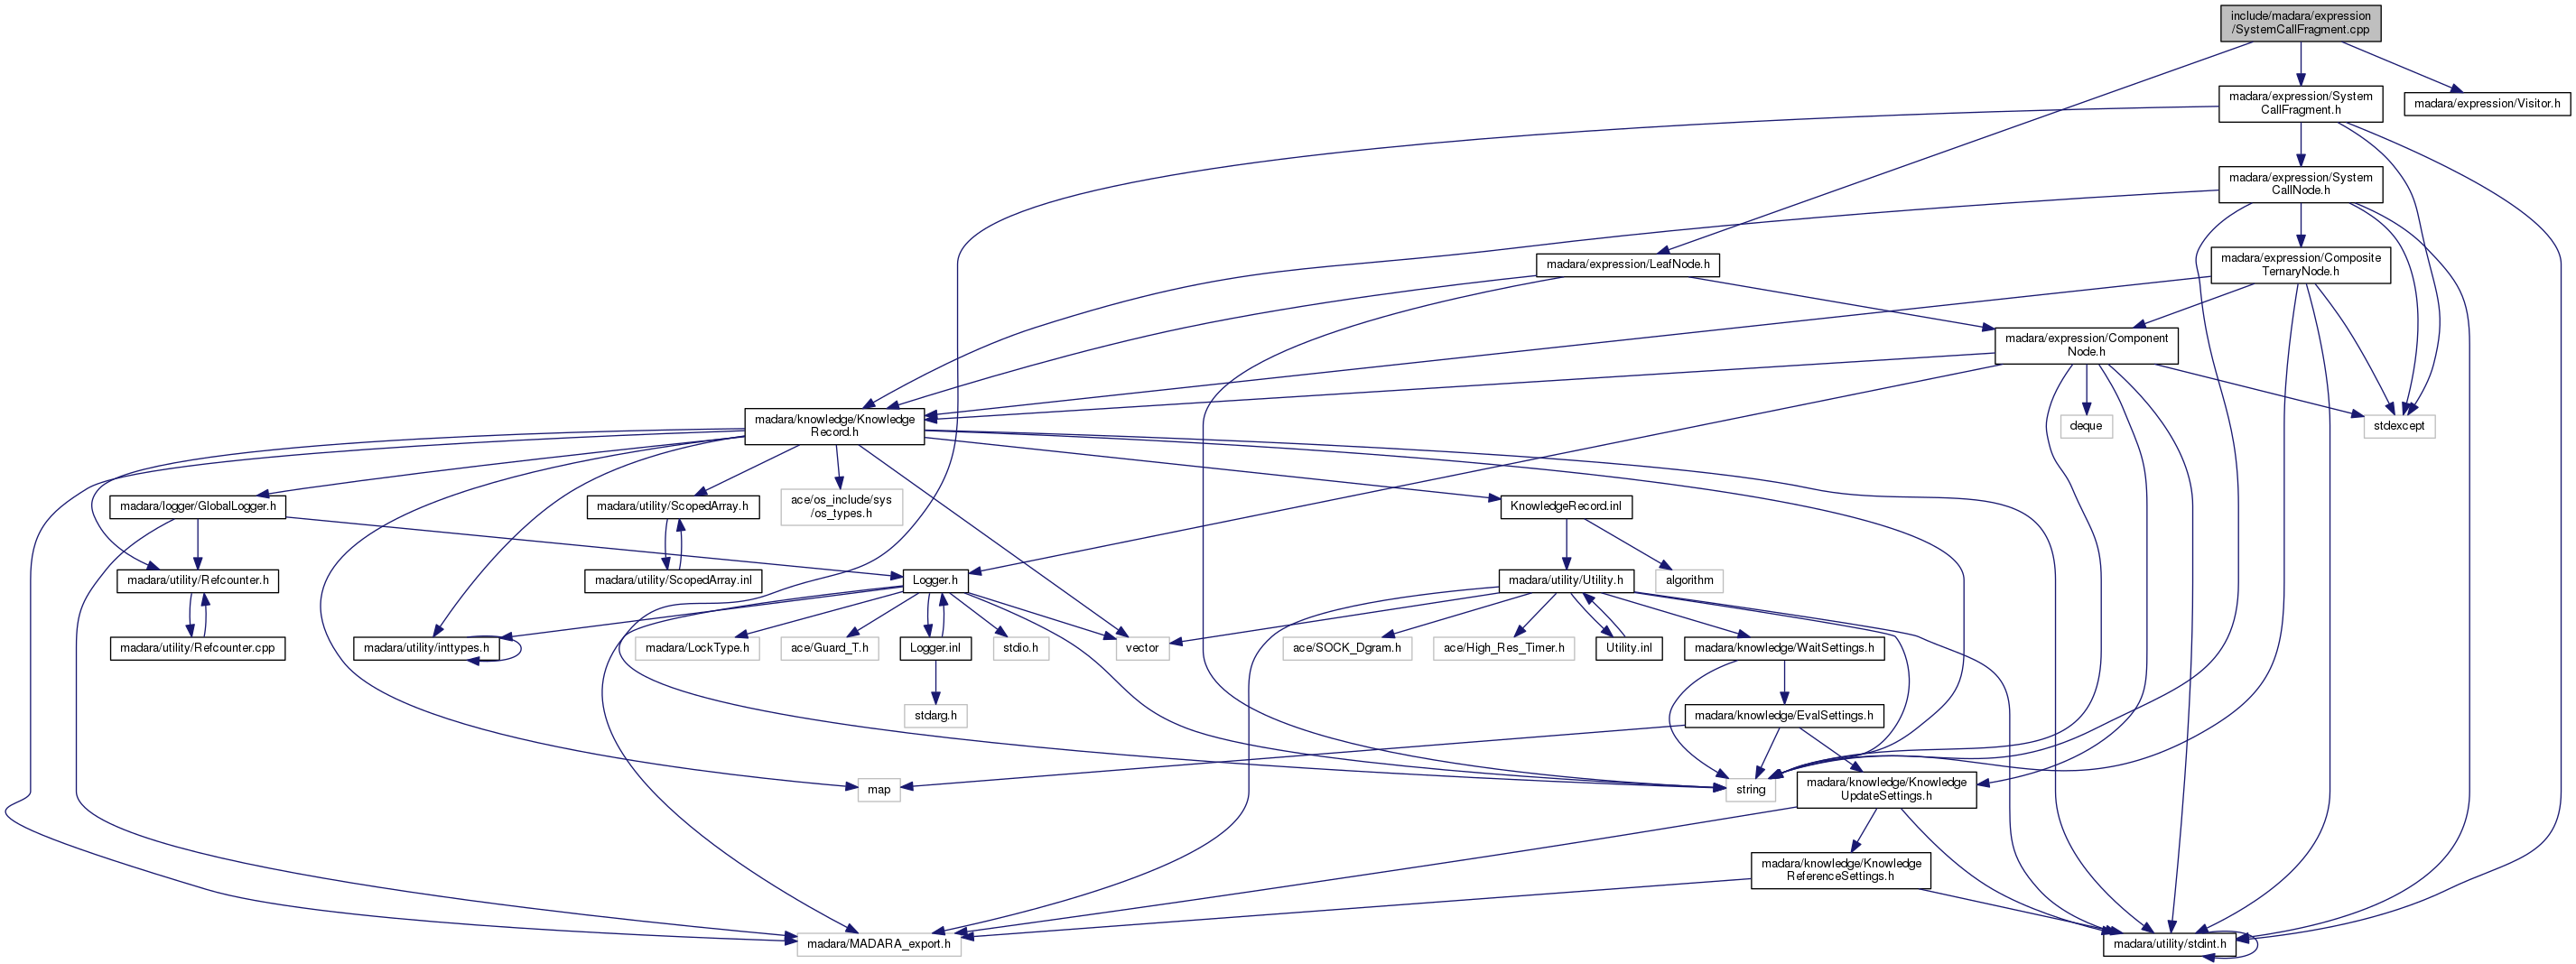 include/madara/expression
/SystemCallFragment.cpp
madara/expression/System
CallFragment.h
madara/expression/Visitor.h
madara/expression/System
CallNode.h
madara/expression/LeafNode.h
madara/expression/Composite
TernaryNode.h
madara/expression/Component
Node.h
madara/knowledge/Knowledge
Record.h
deque
stdexcept
madara/logger/GlobalLogger.h
madara/utility/ScopedArray.h
ace/os_include/sys
/os_types.h
KnowledgeRecord.inl
madara/utility/Refcounter.h
madara/utility/ScopedArray.inl
Logger.h
madara/utility/Utility.h
algorithm
madara/utility/Refcounter.cpp
madara/utility/inttypes.h
madara/LockType.h
ace/Guard_T.h
Logger.inl
stdio.h
vector
ace/SOCK_Dgram.h
ace/High_Res_Timer.h
Utility.inl
madara/knowledge/WaitSettings.h
stdarg.h
madara/knowledge/EvalSettings.h
map
string
madara/knowledge/Knowledge
UpdateSettings.h
madara/knowledge/Knowledge
ReferenceSettings.h
madara/MADARA_export.h
madara/utility/stdint.h